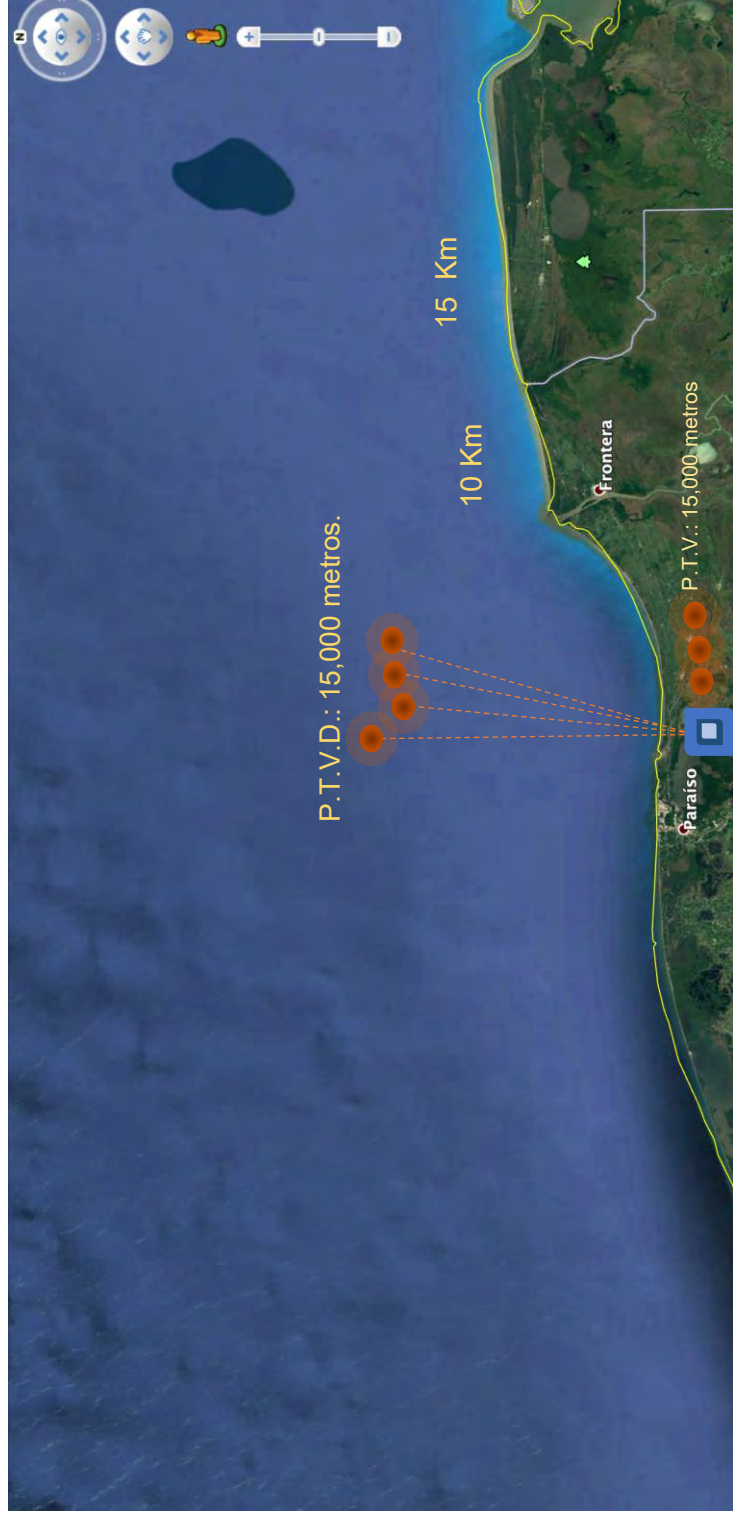 N
P.T.V.D.: 15,000 metros.
10 Km
15 Km
Paraíso
Frontera
P.T.V.: 15,000 metros